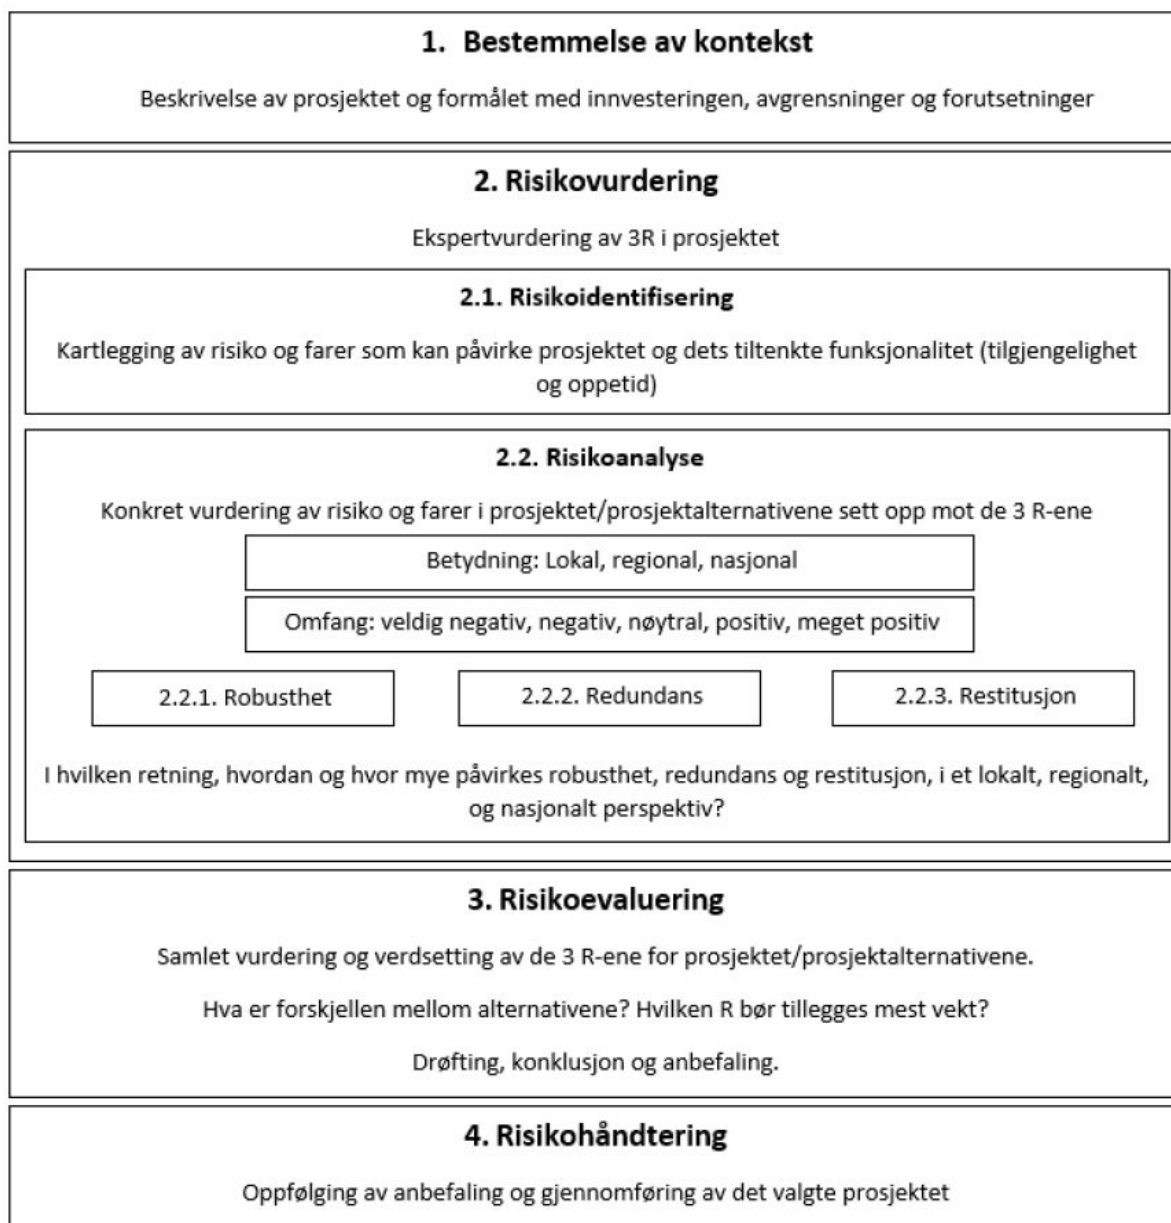 1. Bestemmelse av kontekst
Beskrivelse av prosjektet og formålet med innvesteringen, avgrensninger og forutsetninger
2. Risikovurdering
Ekspertvurdering av 3R i prosjektet
2.1. Risikoidentifisering
Kartlegging av risiko og farer som kan påvirke prosjektet og dets tiltenkte funksjonalitet (tilgjengelighet
og oppetid)
2.2. Risikoanalyse
Konkret vurdering av risiko og farer i prosjektet/prosjektalternativene sett opp mot de 3 R-ene
Betydning: Lokal, regional, nasjonal
Omfang: veldig negativ, negativ, nøytral, positiv, meget positiv
2.2.1. Robusthet
2.2.2. Redundans
2.2.3. Restitusjon
I hvilken retning, hvordan og hvor mye påvirkes robusthet, redundans og restitusjon, i et lokalt, regionalt,
og nasjonalt perspektiv?
3. Risikoevaluering
Samlet vurdering og verdsetting av de 3 R-ene for prosjektet/prosjektalternativene.
Hva er forskjellen mellom alternativene? Hvilken R bør tillegges mest vekt?
Drøfting, konklusjon og anbefaling.
4. Risikohåndtering
Oppfølging av anbefaling og gjennomføring av det valgte prosjektet